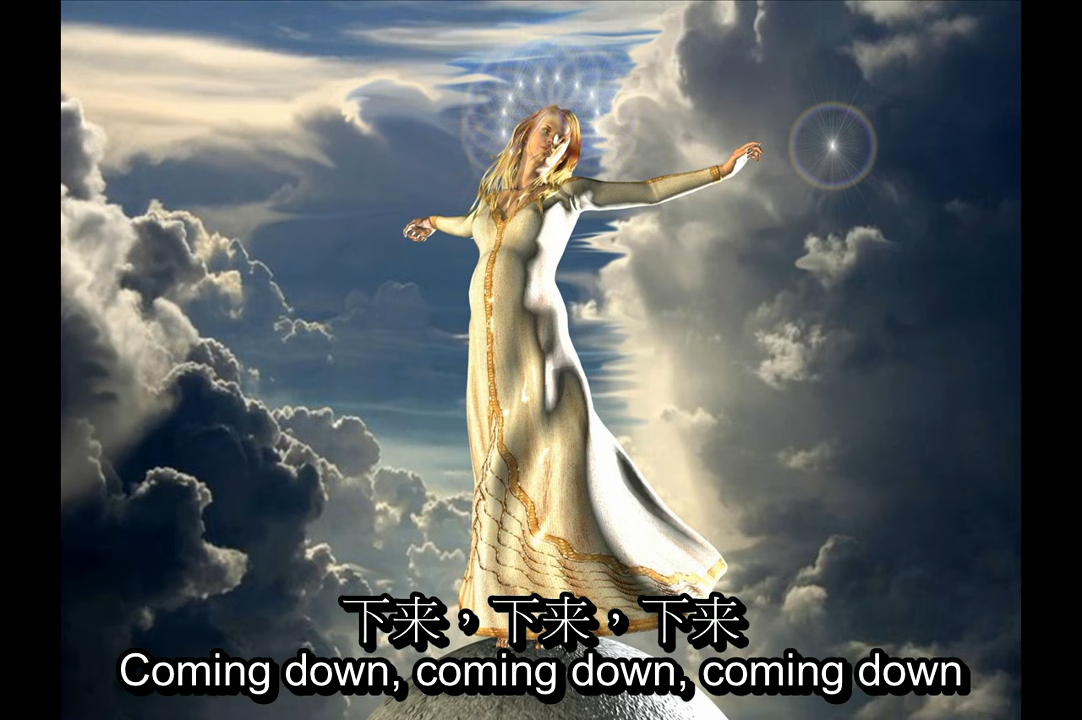 下来，下来，下来
Coming down, coming down, coming down